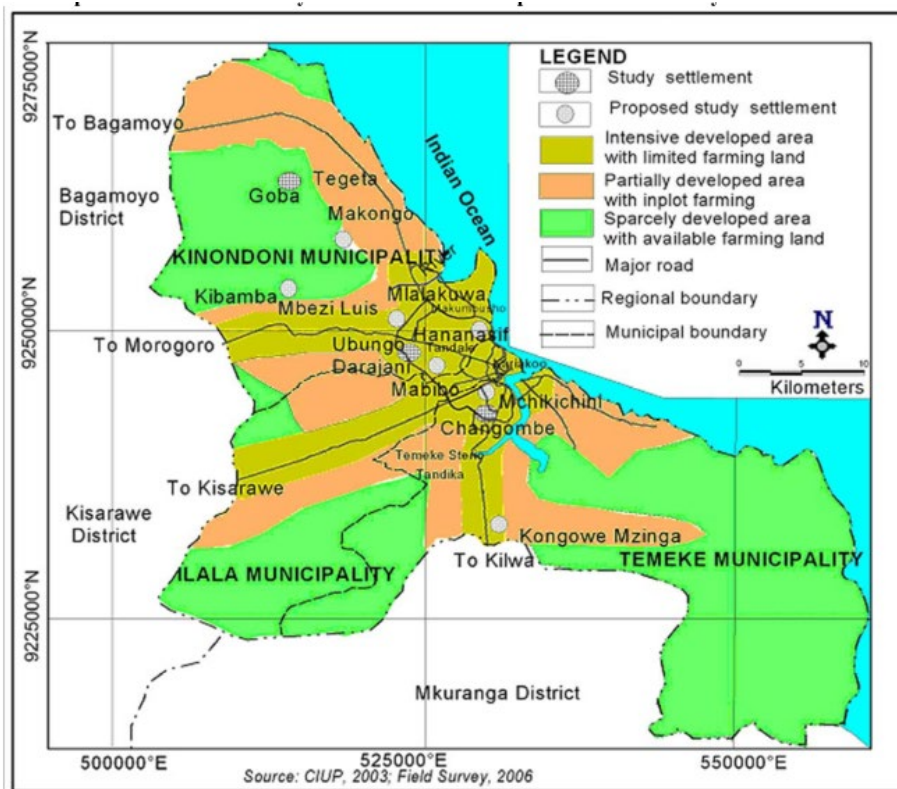 LEGEND
Study settlement
Proposed study settlement
Intensive developed area
with limited farming land
Partially developed area
with inplot farming
Sparcely developed area
with available farming land
Major road
Regional boundary
Municipal boundary
N
0 5 10
Kilometers
9275000°N
9250000°N
9225000°N
To Bagamoyo
Bagamoyo
District
Indian Ocean
Tegeta
Goba
Makongo
KINONDONI MUNICIPALITY
Kibamba
Mbezi Luis
Mlalakuwa
To Morogoro
Hananasif
Ubungo
Tandale
Darajani
Kariakoo
Mabibo
Mchikichini
Changombe
Temeke Steno
Tandika
To Kisarawe
Kisarawe
District
Kongowe Mzinga
To Kilwa
TEMEKE MUNICIPALITY
ILALA MUNICIPALITY
Mkuranga District
500000°E
525000°E
550000°E
Source: CIUP, 2003; Field Survey, 2006